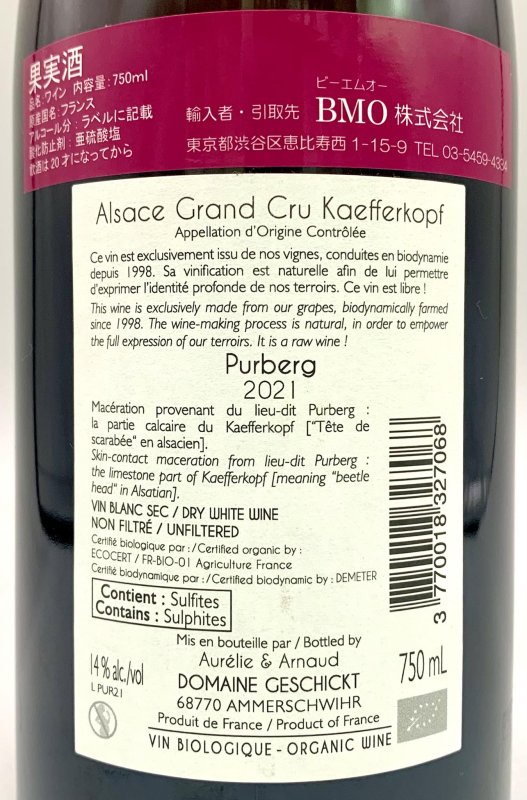 果実酒
品名：ワイン 内容量：750ml
原産国名：フランス
アルコール分：ラベルに記載
酸化防止剤：亜硫酸塩
飲酒は20才になってから
ビーエムオー
輸入者・引取先 BMO 株式会社
東京都渋谷区恵比寿西 1-15-9 TEL 03-5459-4334
Alsace Grand Cru Kaefferkopf
Appellation d'Origine Contrôlée
Ce vin est exclusivement issu de nos vignes, conduites en biodynamie
depuis 1998. Sa vinification est naturelle afin de lui permettre
d'exprimer l'identité profonde de nos terroirs. Ce vin est libre !
This wine is exclusively made from our grapes, biodynamically farmed
since 1998. The wine-making process is natural, in order to empower
the full expression of our terroirs. It is a raw wine !
Purberg
2021
Macération provenant du lieu-dit Purberg :
la partie calcaire du Kaefferkopf ["Tête de
scarabée" en alsacien].
Skin-contact maceration from lieu-dit Purberg :
the limestone part of Kaefferkopf [meaning "beetle
head" in Alsatian].
VIN BLANC SEC / DRY WHITE WINE
NON FILTRÉ / UNFILTERED
Certifié biologique par : / Certified organic by :
ECOCERT / FR-BIO-01 Agriculture France
Certifié biodynamique par : / Certified biodynamic by : DEMETER
Contient : Sulfites
Contains : Sulphites
3 770018 327068
Mis en bouteille par / Bottled by
Aurélie & Arnaud
DOMAINE GESCHICKT
68770 AMMERSCHWIHR
Produit de France / Product of France
14 % alc./vol
L PUR21
750 mL
VIN BIOLOGIQUE - ORGANIC WINE